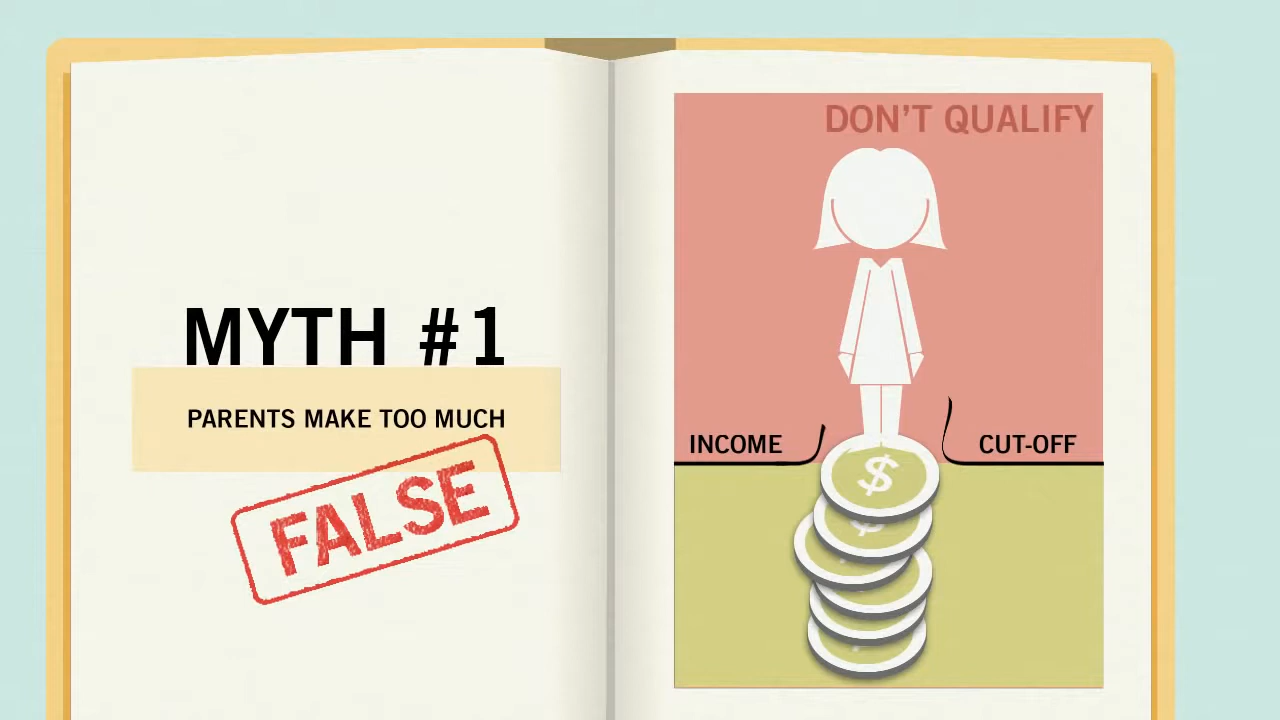 MYTH #1
PARENTS MAKE TOO MUCH
FALSE
DON'T QUALIFY
INCOME
CUT-OFF
$
$